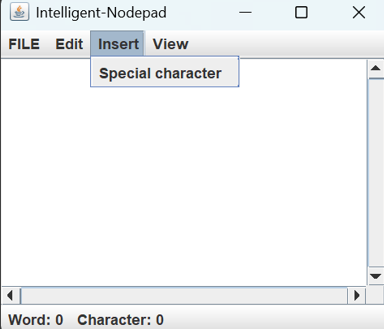 Intelligent-Nodepad
FILE Edit Insert View
Special character
Word: 0 Character: 0